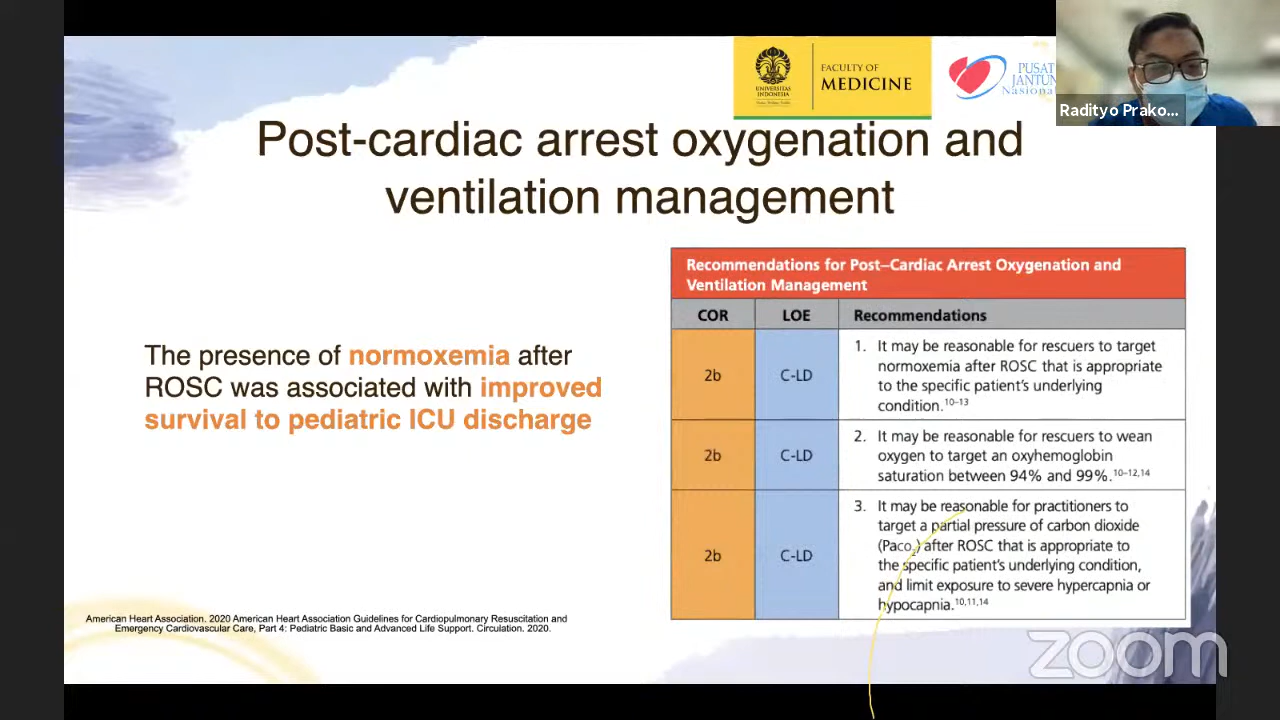 UNIVERSITAS
INDONESIA
FACULTY OF
MEDICINE
PUSAT
JANTUN
Nasional
Radityo Prako...
Post-cardiac arrest oxygenation and
ventilation management
The presence of normoxemia after
ROSC was associated with improved
survival to pediatric ICU discharge
Recommendations for Post–Cardiac Arrest Oxygenation and
Ventilation Management
COR LOE Recommendations
2b C-LD 1. It may be reasonable for rescuers to target
normoxemia after ROSC that is appropriate
to the specific patient's underlying
condition.10–13
2b C-LD 2. It may be reasonable for rescuers to wean
oxygen to target an oxyhemoglobin
saturation between 94% and 99%.10–12,14
2b C-LD 3. It may be reasonable for practitioners to
target a partial pressure of carbon dioxide
(Paco2) after ROSC that is appropriate to
the specific patient's underlying condition,
and limit exposure to severe hypercapnia or
hypocapnia.10,11,14
American Heart Association. 2020 American Heart Association Guidelines for Cardiopulmonary Resuscitation and
Emergency Cardiovascular Care, Part 4: Pediatric Basic and Advanced Life Support. Circulation. 2020.
zoom